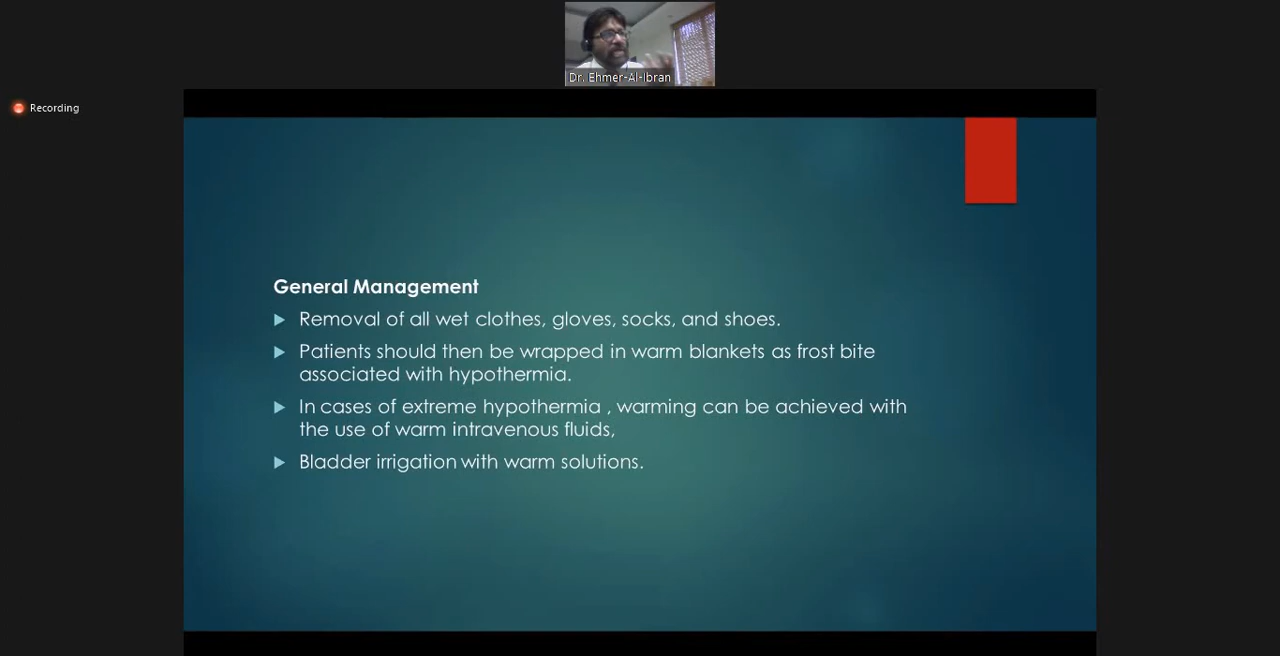 Dr. Ehmer-Al-Ibran
Recording
General Management
Removal of all wet clothes, gloves, socks, and shoes.
Patients should then be wrapped in warm blankets as frost bite
associated with hypothermia.
In cases of extreme hypothermia , warming can be achieved with
the use of warm intravenous fluids,
Bladder irrigation with warm solutions.